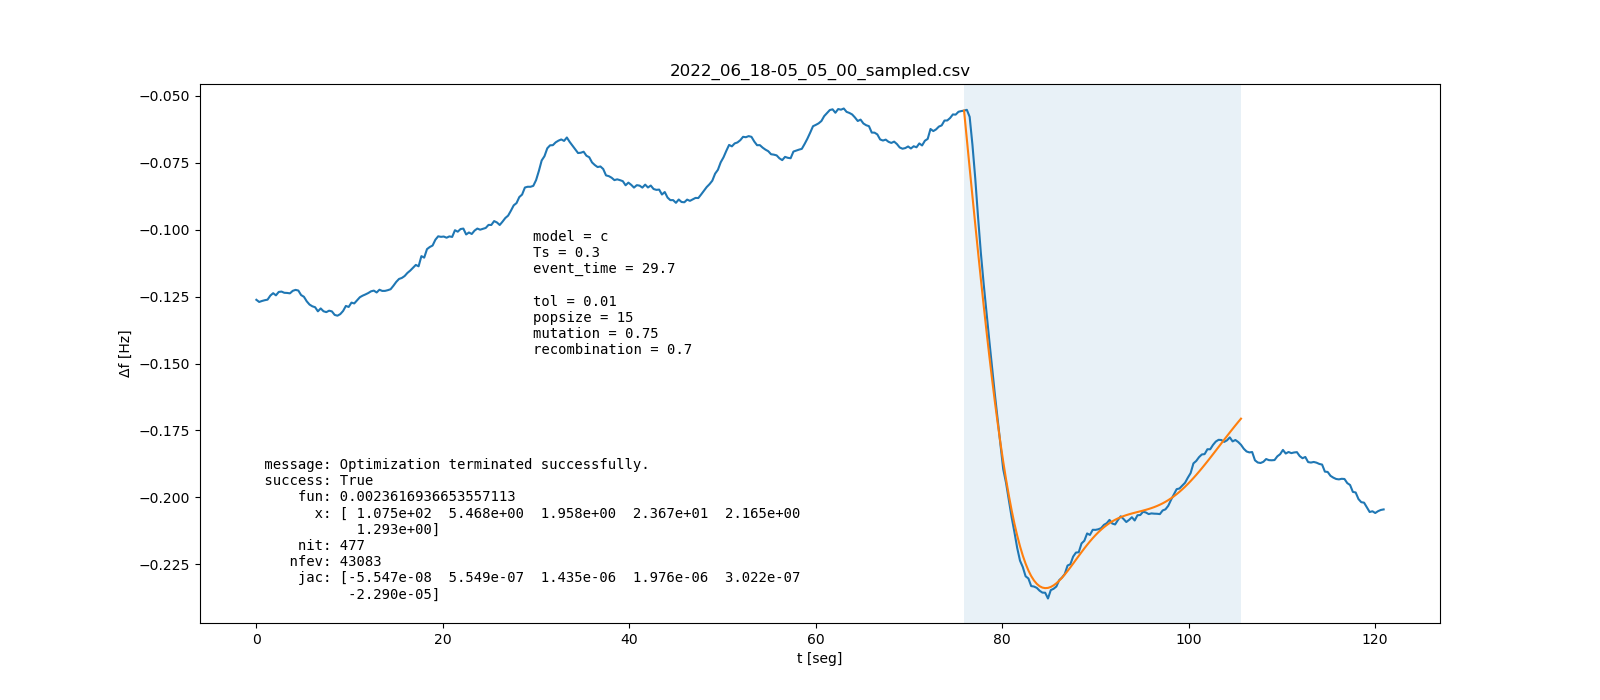 2022_06_18-05_05_00_sampled.csv
−0.050
−0.075
−0.100
−0.125
−0.150
−0.175
−0.200
−0.225
Δf [Hz]
model = c
Ts = 0.3
event_time = 29.7
tol = 0.01
popsize = 15
mutation = 0.75
recombination = 0.7
message: Optimization terminated successfully.
success: True
fun: 0.0023616936653557113
x: [ 1.075e+02  5.468e+00  1.958e+00  2.367e+01  2.165e+00
1.293e+00]
nit: 477
nfev: 43083
jac: [-5.547e-08  5.549e-07  1.435e-06  1.976e-06  3.022e-07
-2.290e-05]
0 20 40 60 80 100 120
t [seg]